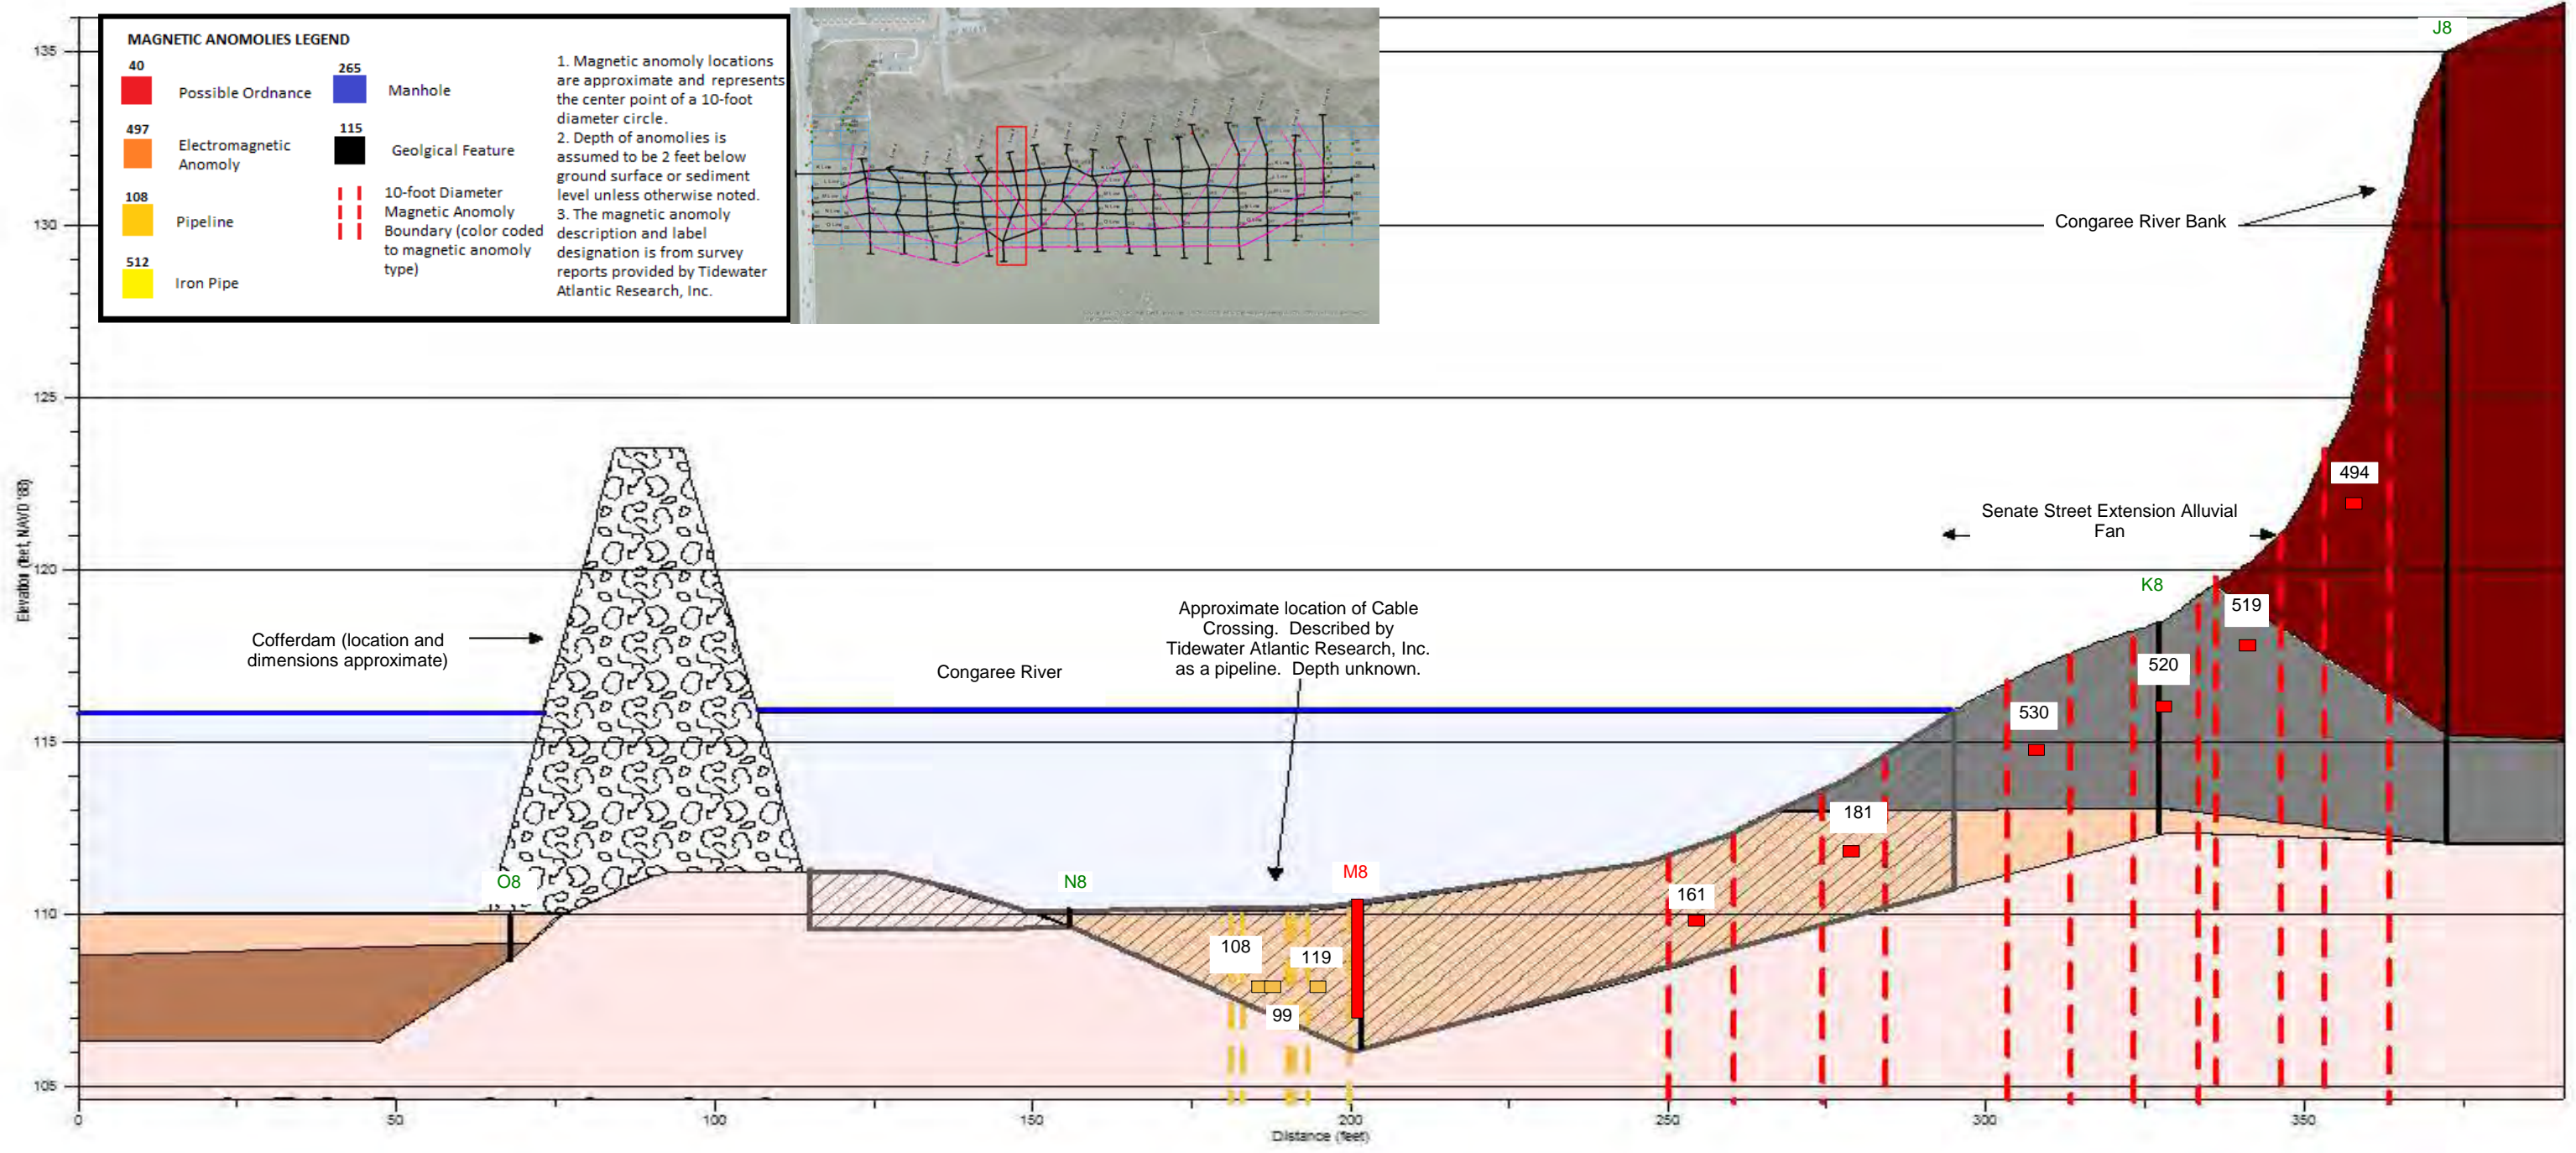 MAGNETIC ANOMOLIES LEGEND
40
Possible Ordnance
497
Electromagnetic
Anomoly
108
Pipeline
512
Iron Pipe
265
Manhole
115
Geolgical Feature
10-foot Diameter
Magnetic Anomoly
Boundary (color coded
to magnetic anomoly
type)
1. Magnetic anomoly locations
are approximate and represents
the center point of a 10-foot
diameter circle.
2. Depth of anomolies is
assumed to be 2 feet below
ground surface or sediment
level unless otherwise noted.
3. The magnetic anomoly
description and label
designation is from survey
reports provided by Tidewater
Atlantic Research, Inc.
J8
Congaree River Bank
494
Senate Street Extension Alluvial
Fan
K8
519
520
530
Approximate location of Cable
Crossing. Described by
Tidewater Atlantic Research, Inc.
as a pipeline. Depth unknown.
Congaree River
Cofferdam (location and
dimensions approximate)
181
161
M8
N8
O8
108
119
99
Elevation (feet, NAVD '88)
135
130
125
120
115
110
105
0
50
100
150
200
250
300
350
Distance (feet)